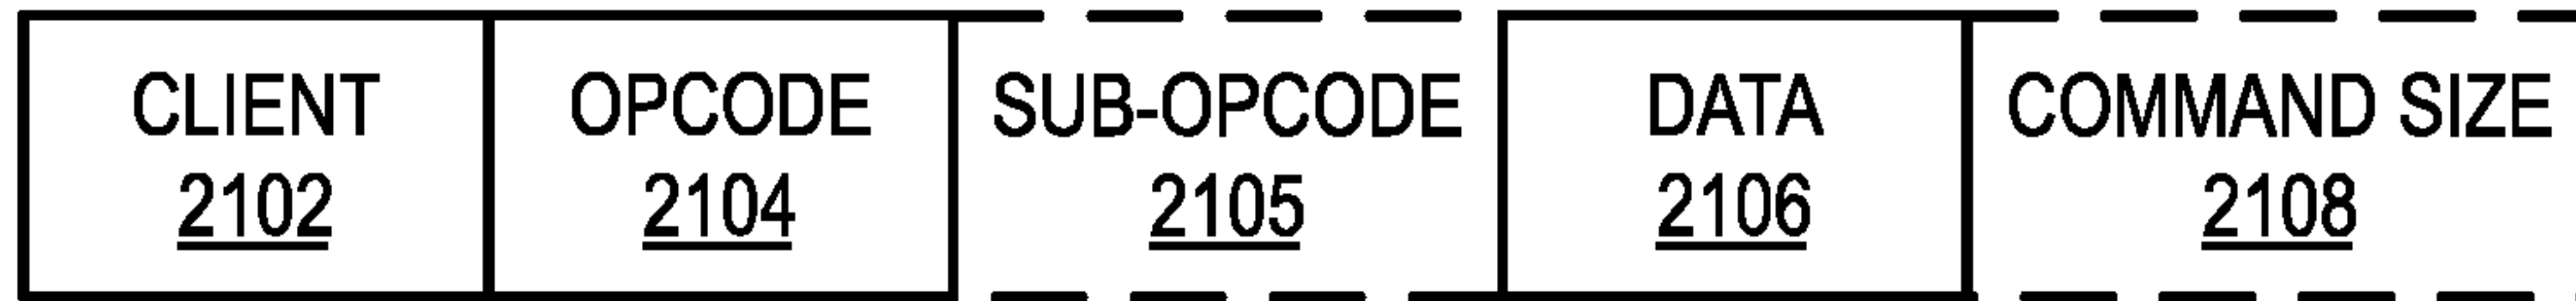 CLIENT OPCODE SUB-OPCODE DATA COMMAND SIZE
2102 2104 2105 2106 2108